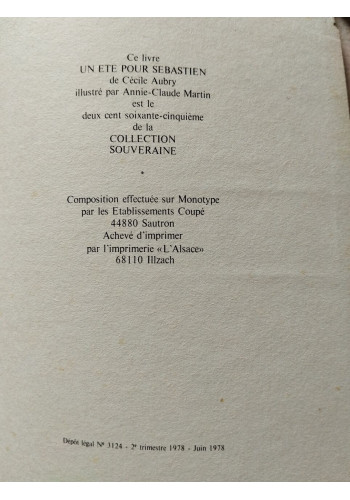 Ce livre
UN ETE POUR SEBASTIEN
de Cécile Aubry
illustré par Annie-Claude Martin
est le
deux cent soixante-cinquième
de la
COLLECTION
SOUVERAINE
*
Composition effectuée sur Monotype
par les Etablissements Coupé
44880 Sautron
Achevé d'imprimer
par l'imprimerie «L'Alsace»
68110 Illzach
Dépôt légal Nº 3124 - 2e trimestre 1978 - Juin 1978